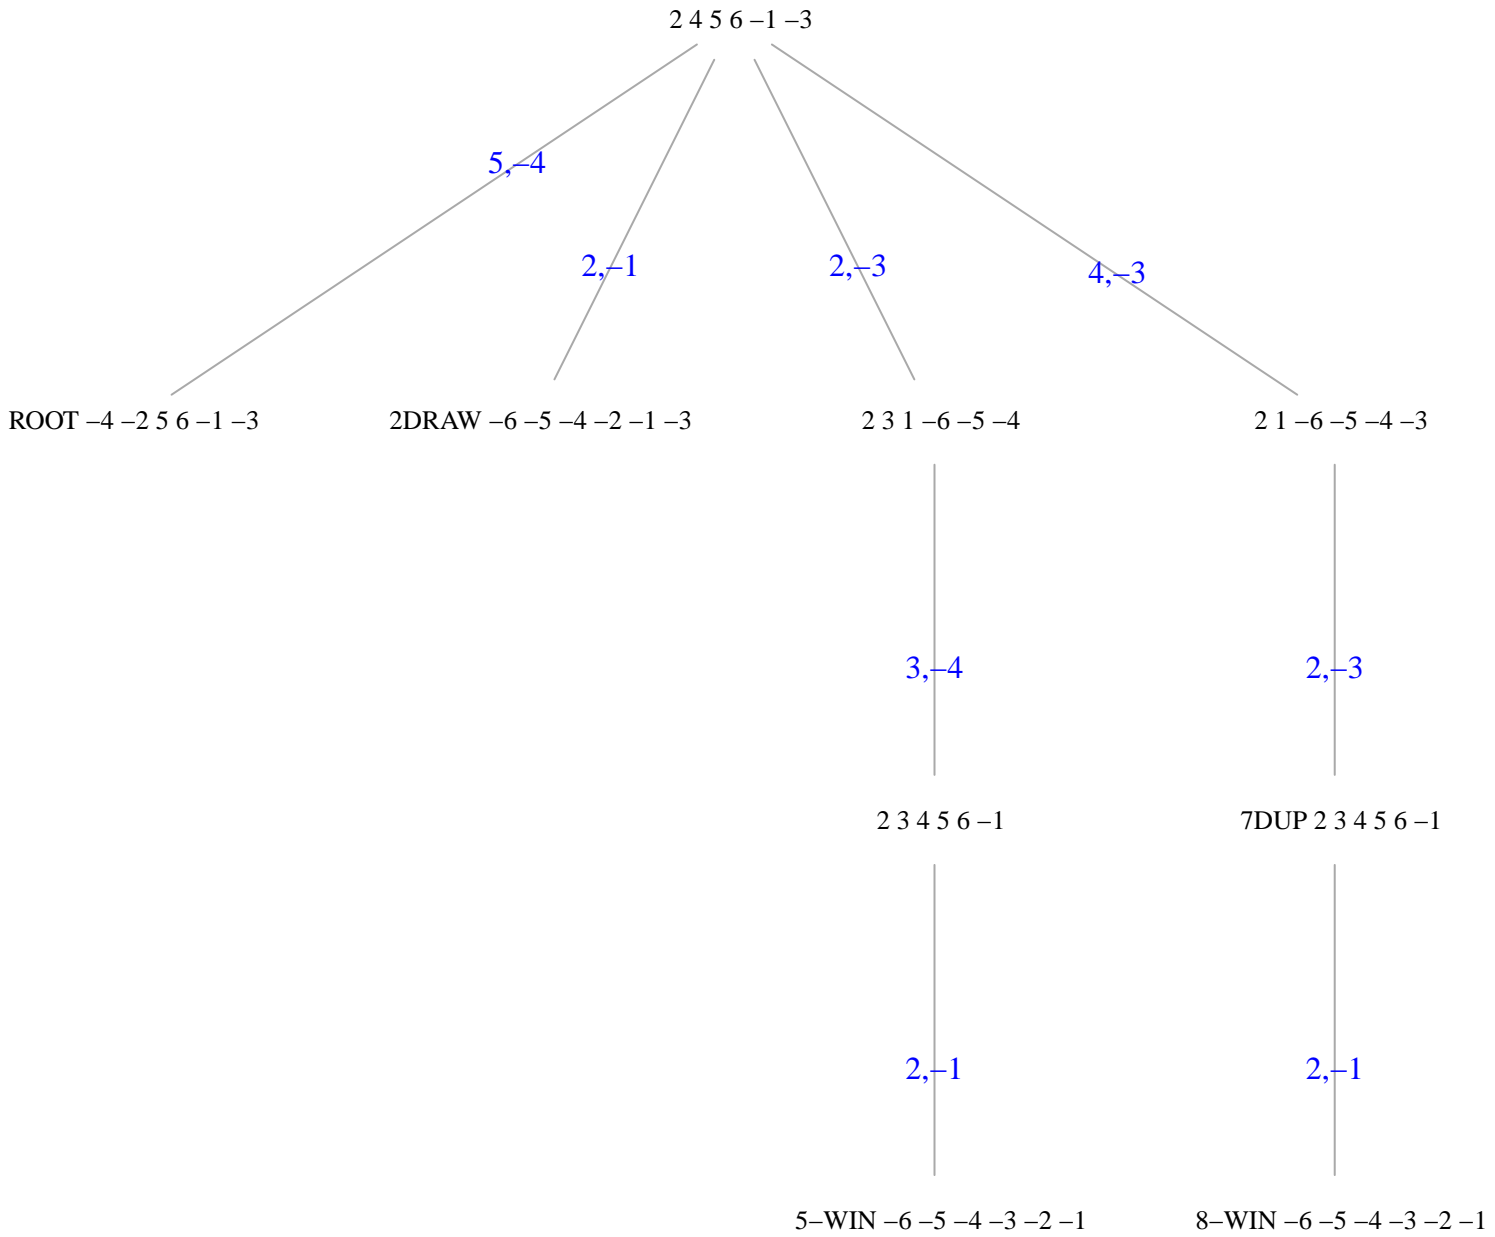 2 4 5 6 –1 –3
5,–4
2,–1
2,–3
4,–3
ROOT –4 –2 5 6 –1 –3
2DRAW –6 –5 –4 –2 –1 –3
2 3 1 –6 –5 –4
2 1 –6 –5 –4 –3
3,–4
2,–3
2 3 4 5 6 –1
7DUP 2 3 4 5 6 –1
2,–1
2,–1
5–WIN –6 –5 –4 –3 –2 –1
8–WIN –6 –5 –4 –3 –2 –1